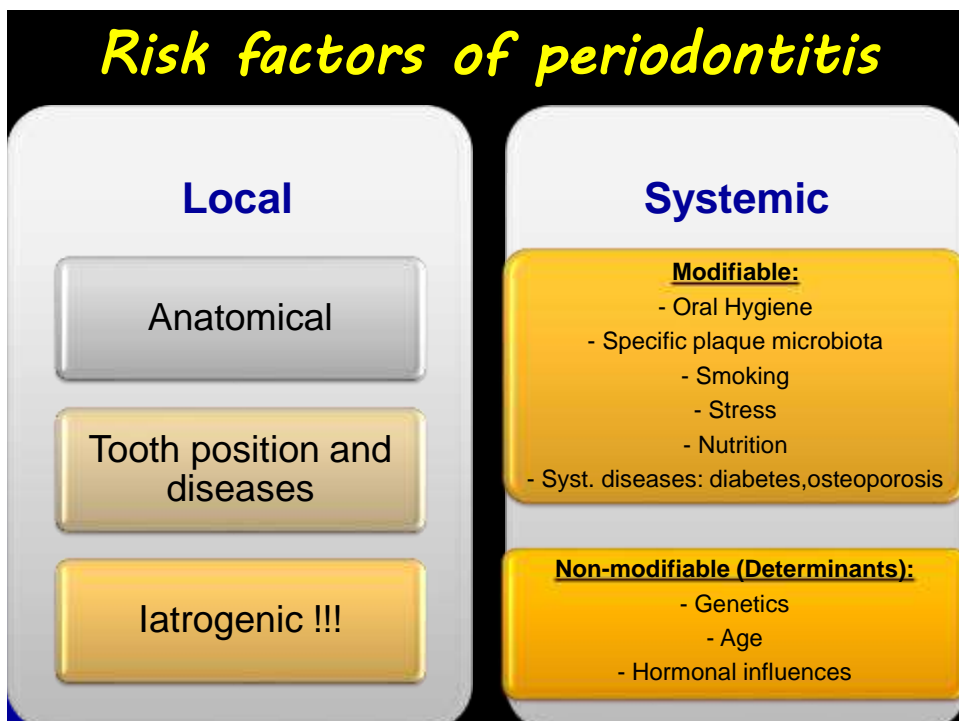 Risk factors of periodontitis
Local
Anatomical
Tooth position and
diseases
Iatrogenic !!!
Systemic
Modifiable:
- Oral Hygiene
- Specific plaque microbiota
- Smoking
- Stress
- Nutrition
- Syst. diseases: diabetes,osteoporosis
Non-modifiable (Determinants):
- Genetics
- Age
- Hormonal influences